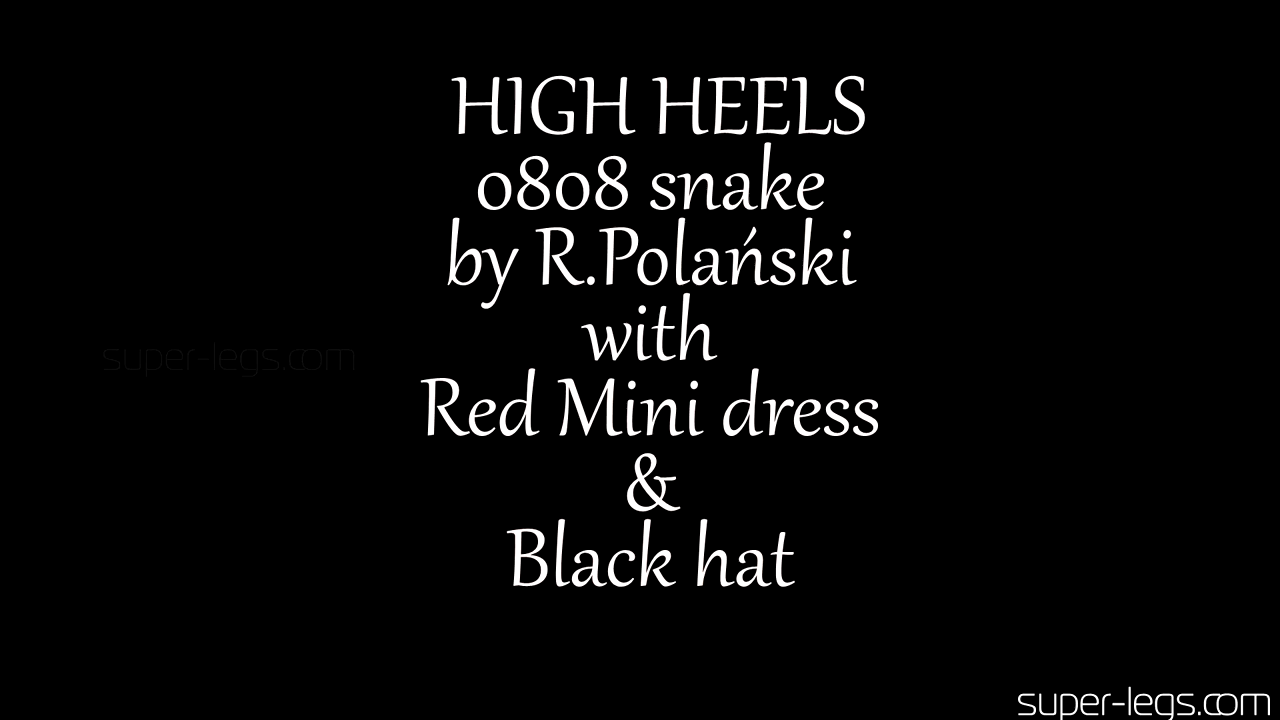 HIGH HEELS
0808 snake
by R.Polański
with
super-legs.com
Red Mini dress
&
Black hat
super-legs.com